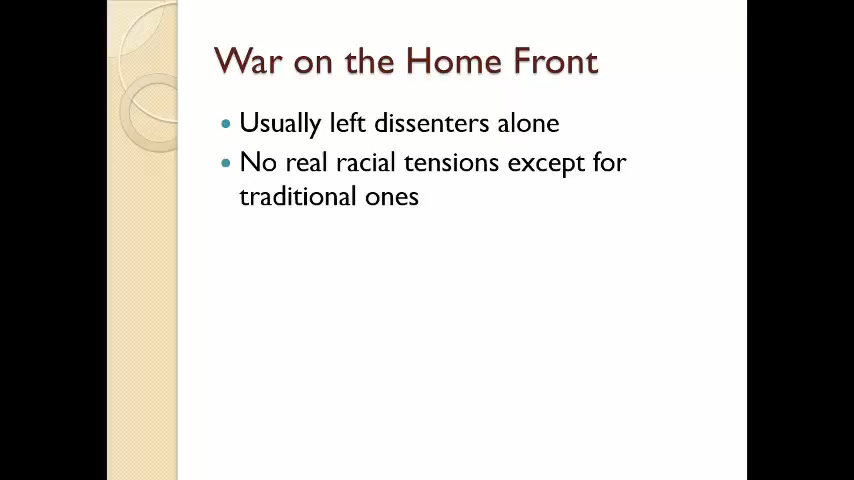 War on the Home Front
• Usually left dissenters alone
• No real racial tensions except for
traditional ones